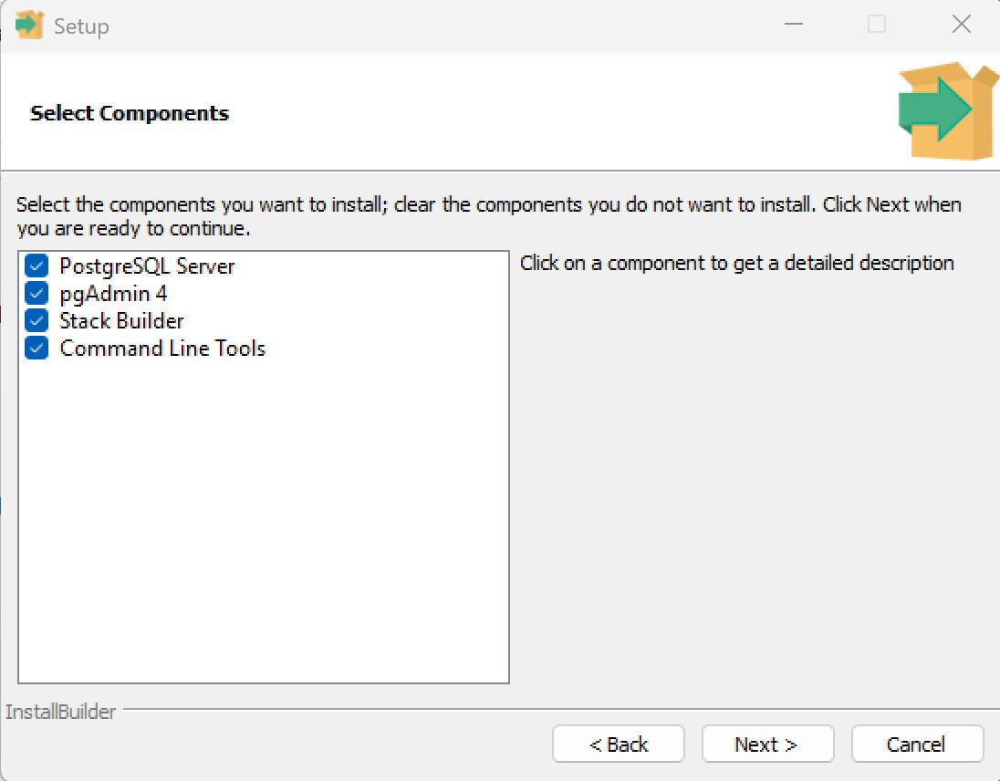 Setup
Select Components
Select the components you want to install; clear the components you do not want to install. Click Next when
you are ready to continue.
PostgreSQL Server
Click on a component to get a detailed description
pgAdmin 4
Stack Builder
Command Line Tools
InstallBuilder
< Back
Next >
Cancel